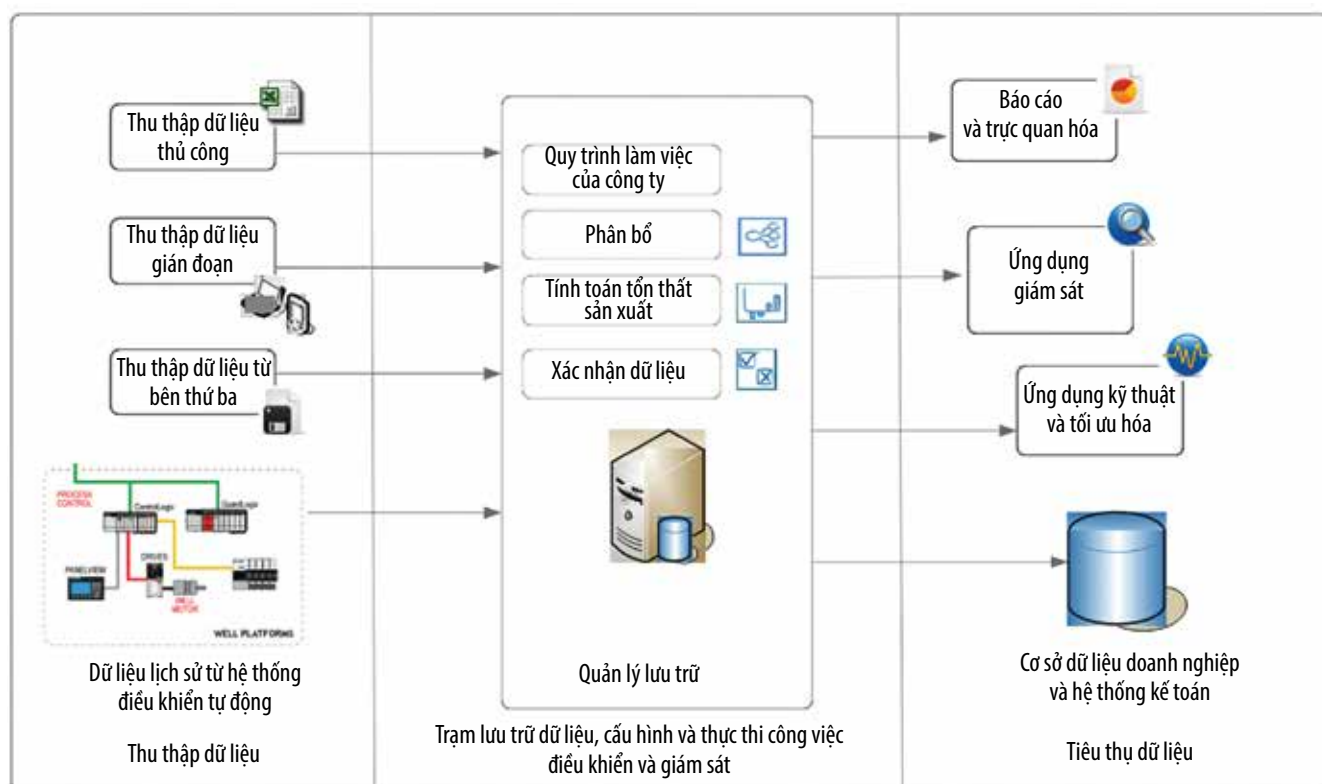 Thu thập dữ liệu
thủ công
Thu thập dữ liệu
gián đoạn
Thu thập dữ liệu từ
bên thứ ba
PROCESS
CONTROL
ControlLogix
GuardLogix
PANELVIEW
DRIVES
WELL
MOTOR
WELL PLATFORMS
Dữ liệu lịch sử từ hệ thống
điều khiển tự động
Thu thập dữ liệu
Quy trình làm việc
của công ty
Phân bổ
Tính toán tổn thất
sản xuất
Xác nhận dữ liệu
Quản lý lưu trữ
Trạm lưu trữ dữ liệu, cấu hình và thực thi công việc
điều khiển và giám sát
Báo cáo
và trực quan hóa
Ứng dụng
giám sát
Ứng dụng kỹ thuật
và tối ưu hóa
Cơ sở dữ liệu doanh nghiệp
và hệ thống kế toán
Tiêu thụ dữ liệu